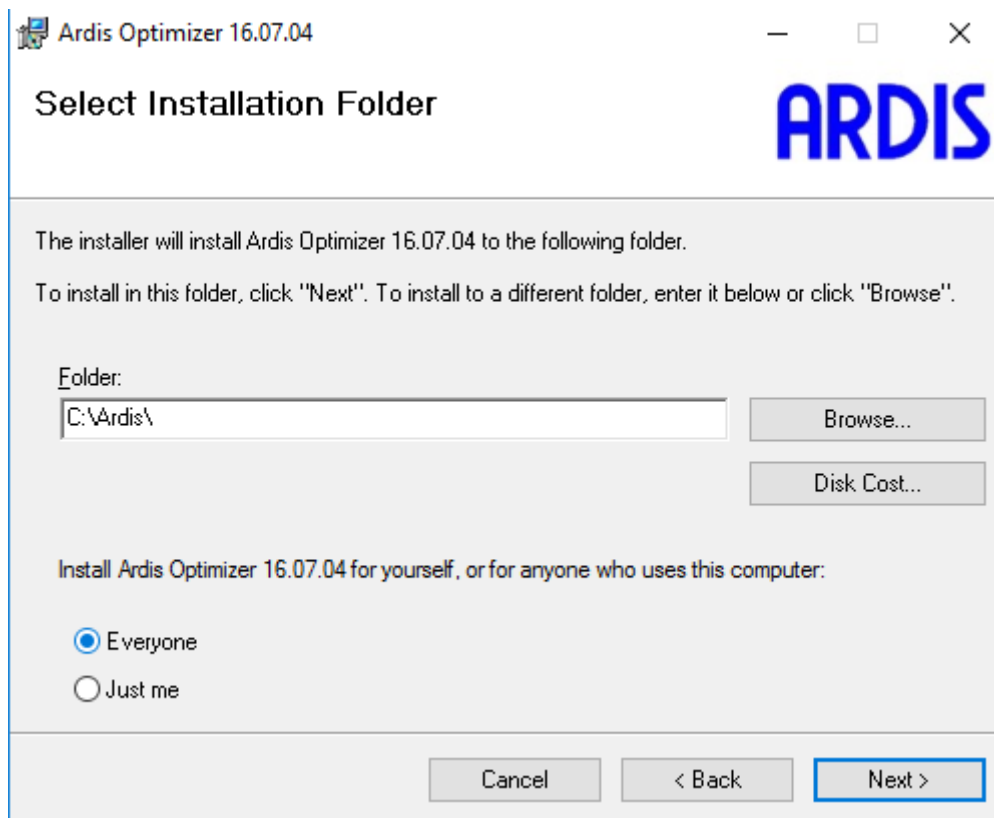 Ardis Optimizer 16.07.04
Select Installation Folder
ARDIS
The installer will install Ardis Optimizer 16.07.04 to the following folder.
To install in this folder, click "Next". To install to a different folder, enter it below or click "Browse".
Folder:
C:\Ardis\
Browse...
Disk Cost...
Install Ardis Optimizer 16.07.04 for yourself, or for anyone who uses this computer:
Everyone
Just me
Cancel
< Back
Next >